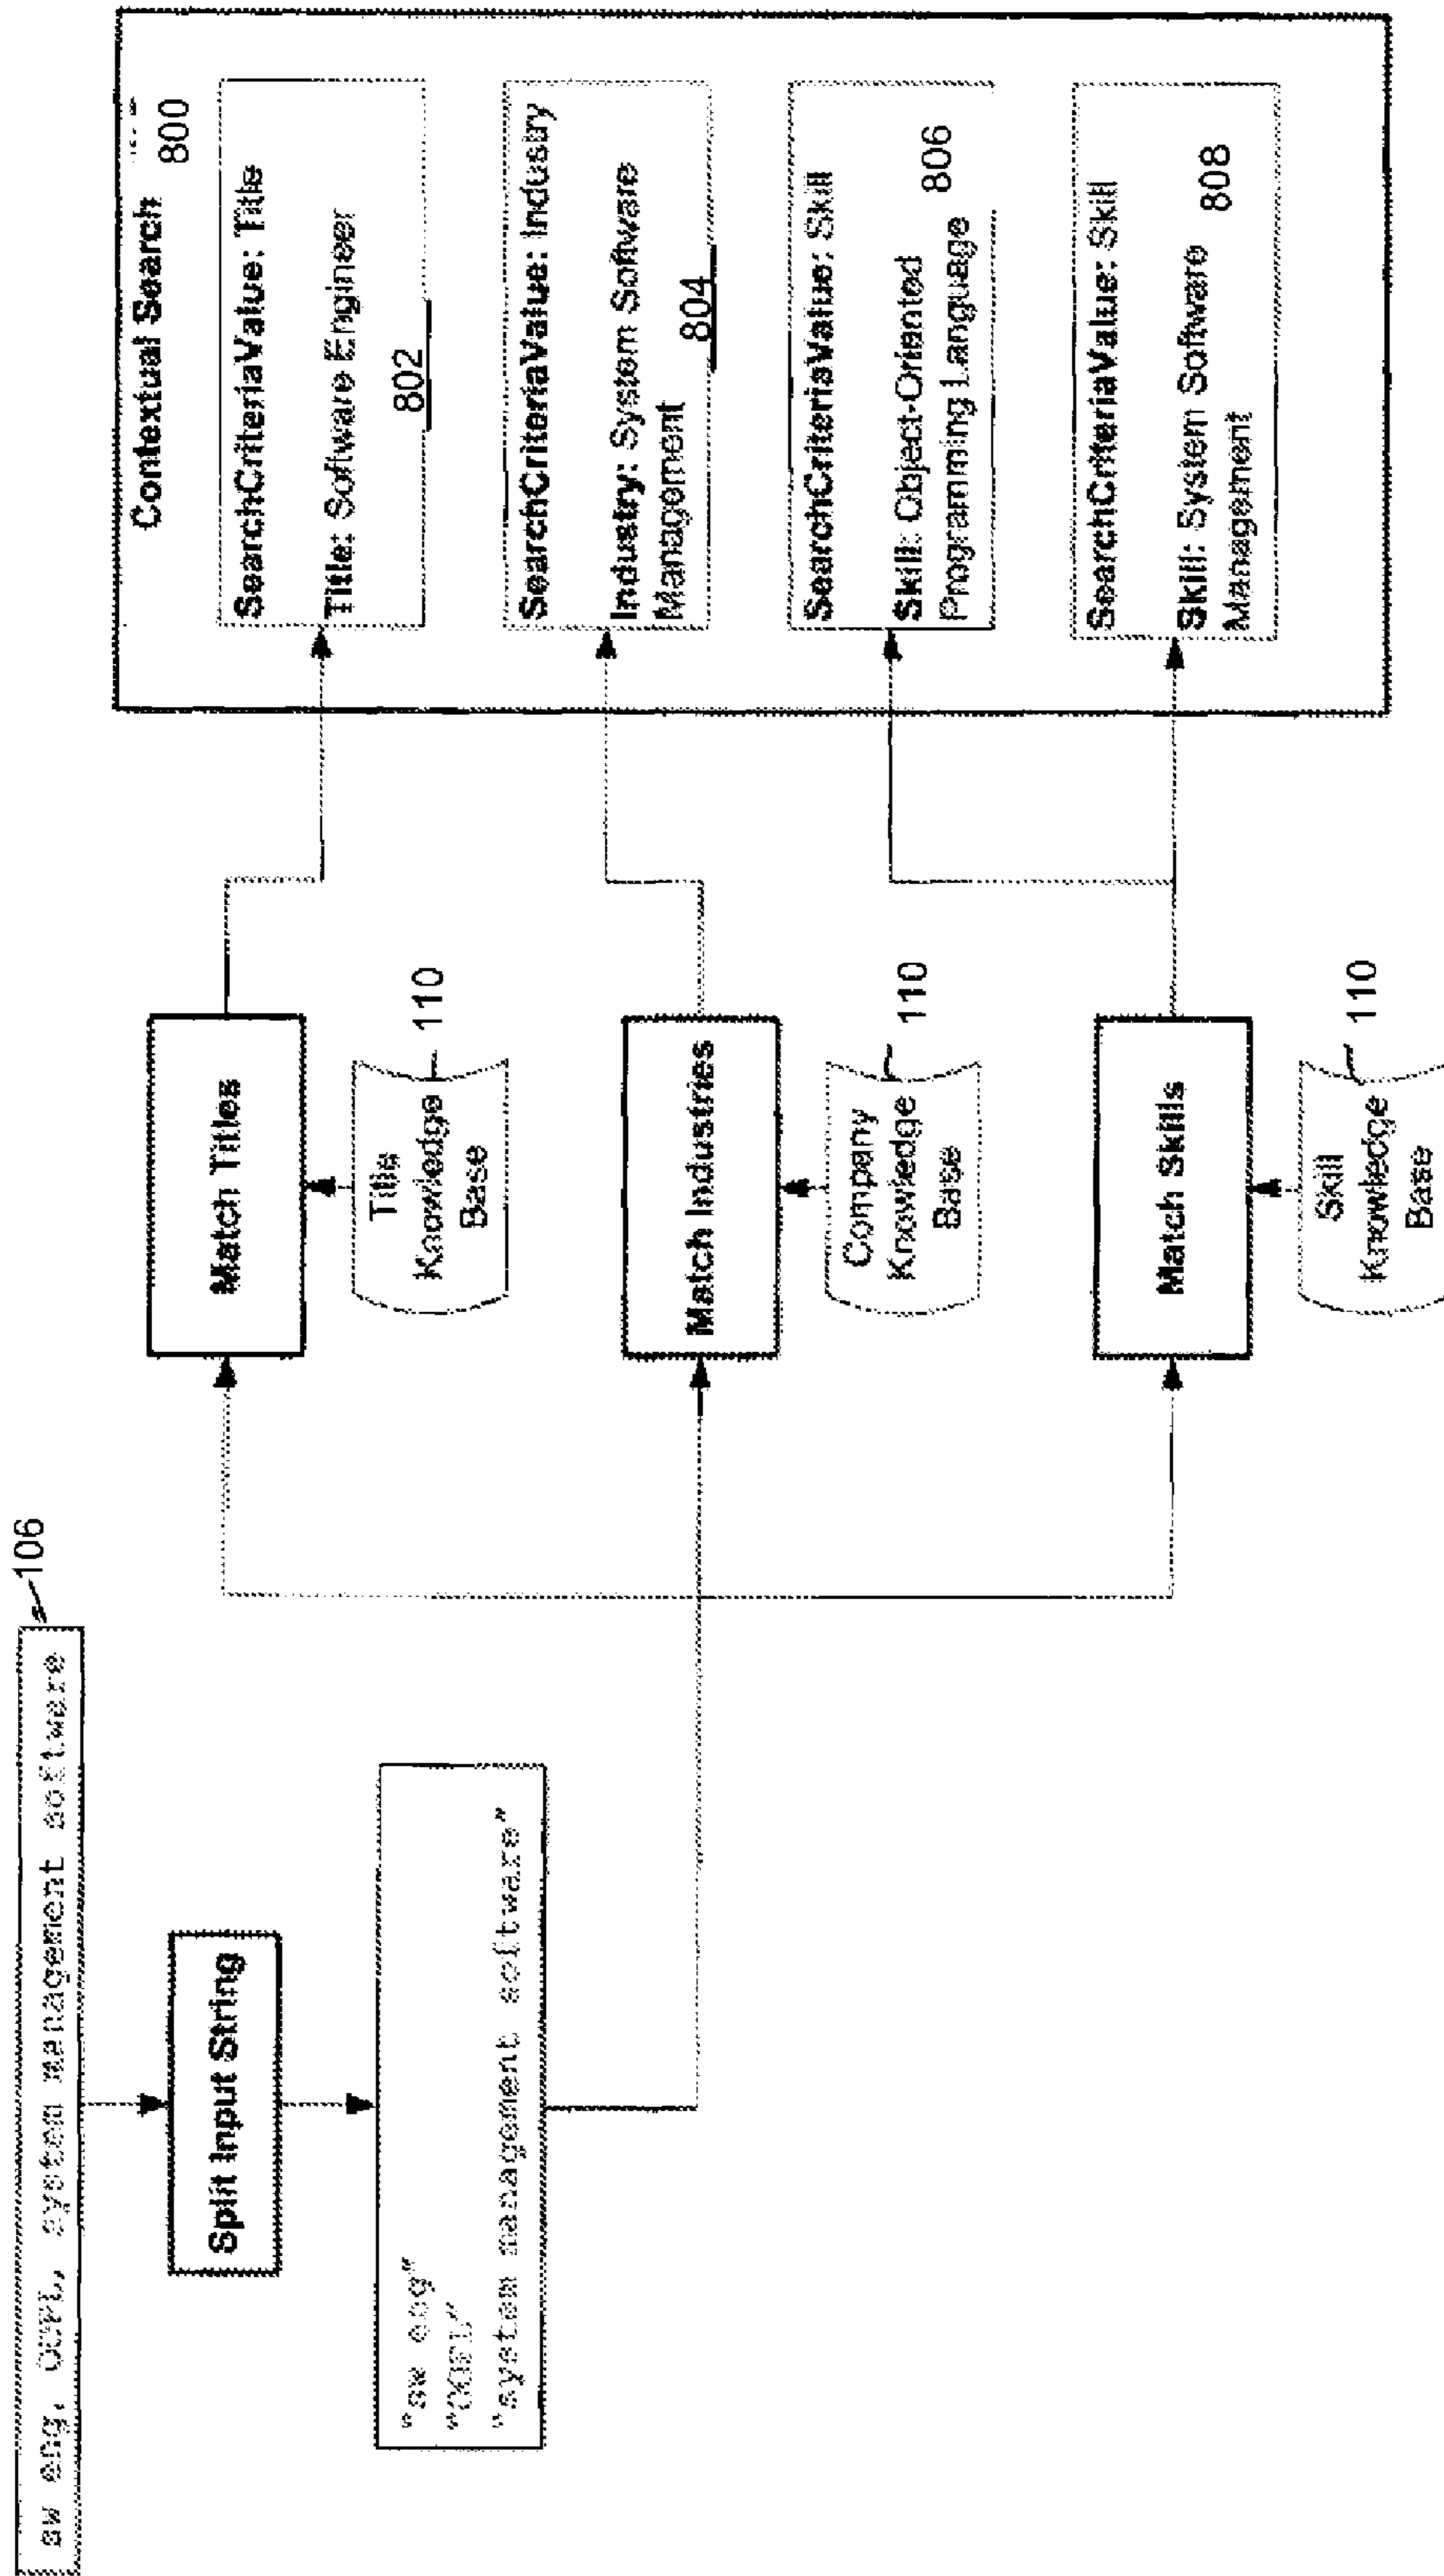 106
sw eng, OOPL, system management software
Split Input String
"sw eng"
"OOPL"
"system management software"
Match Titles
Title
Knowledge
Base
110
Match Industries
Company
Knowledge
Base
110
Match Skills
Skill
Knowledge
Base
110
Contextual Search
800
SearchCriteriaValue: Title
Title: Software Engineer
802
SearchCriteriaValue: Industry
Industry: System Software
Management
804
SearchCriteriaValue: Skill
Skill: Object-Oriented
Programming Language
806
SearchCriteriaValue: Skill
Skill: System Software
Management
808